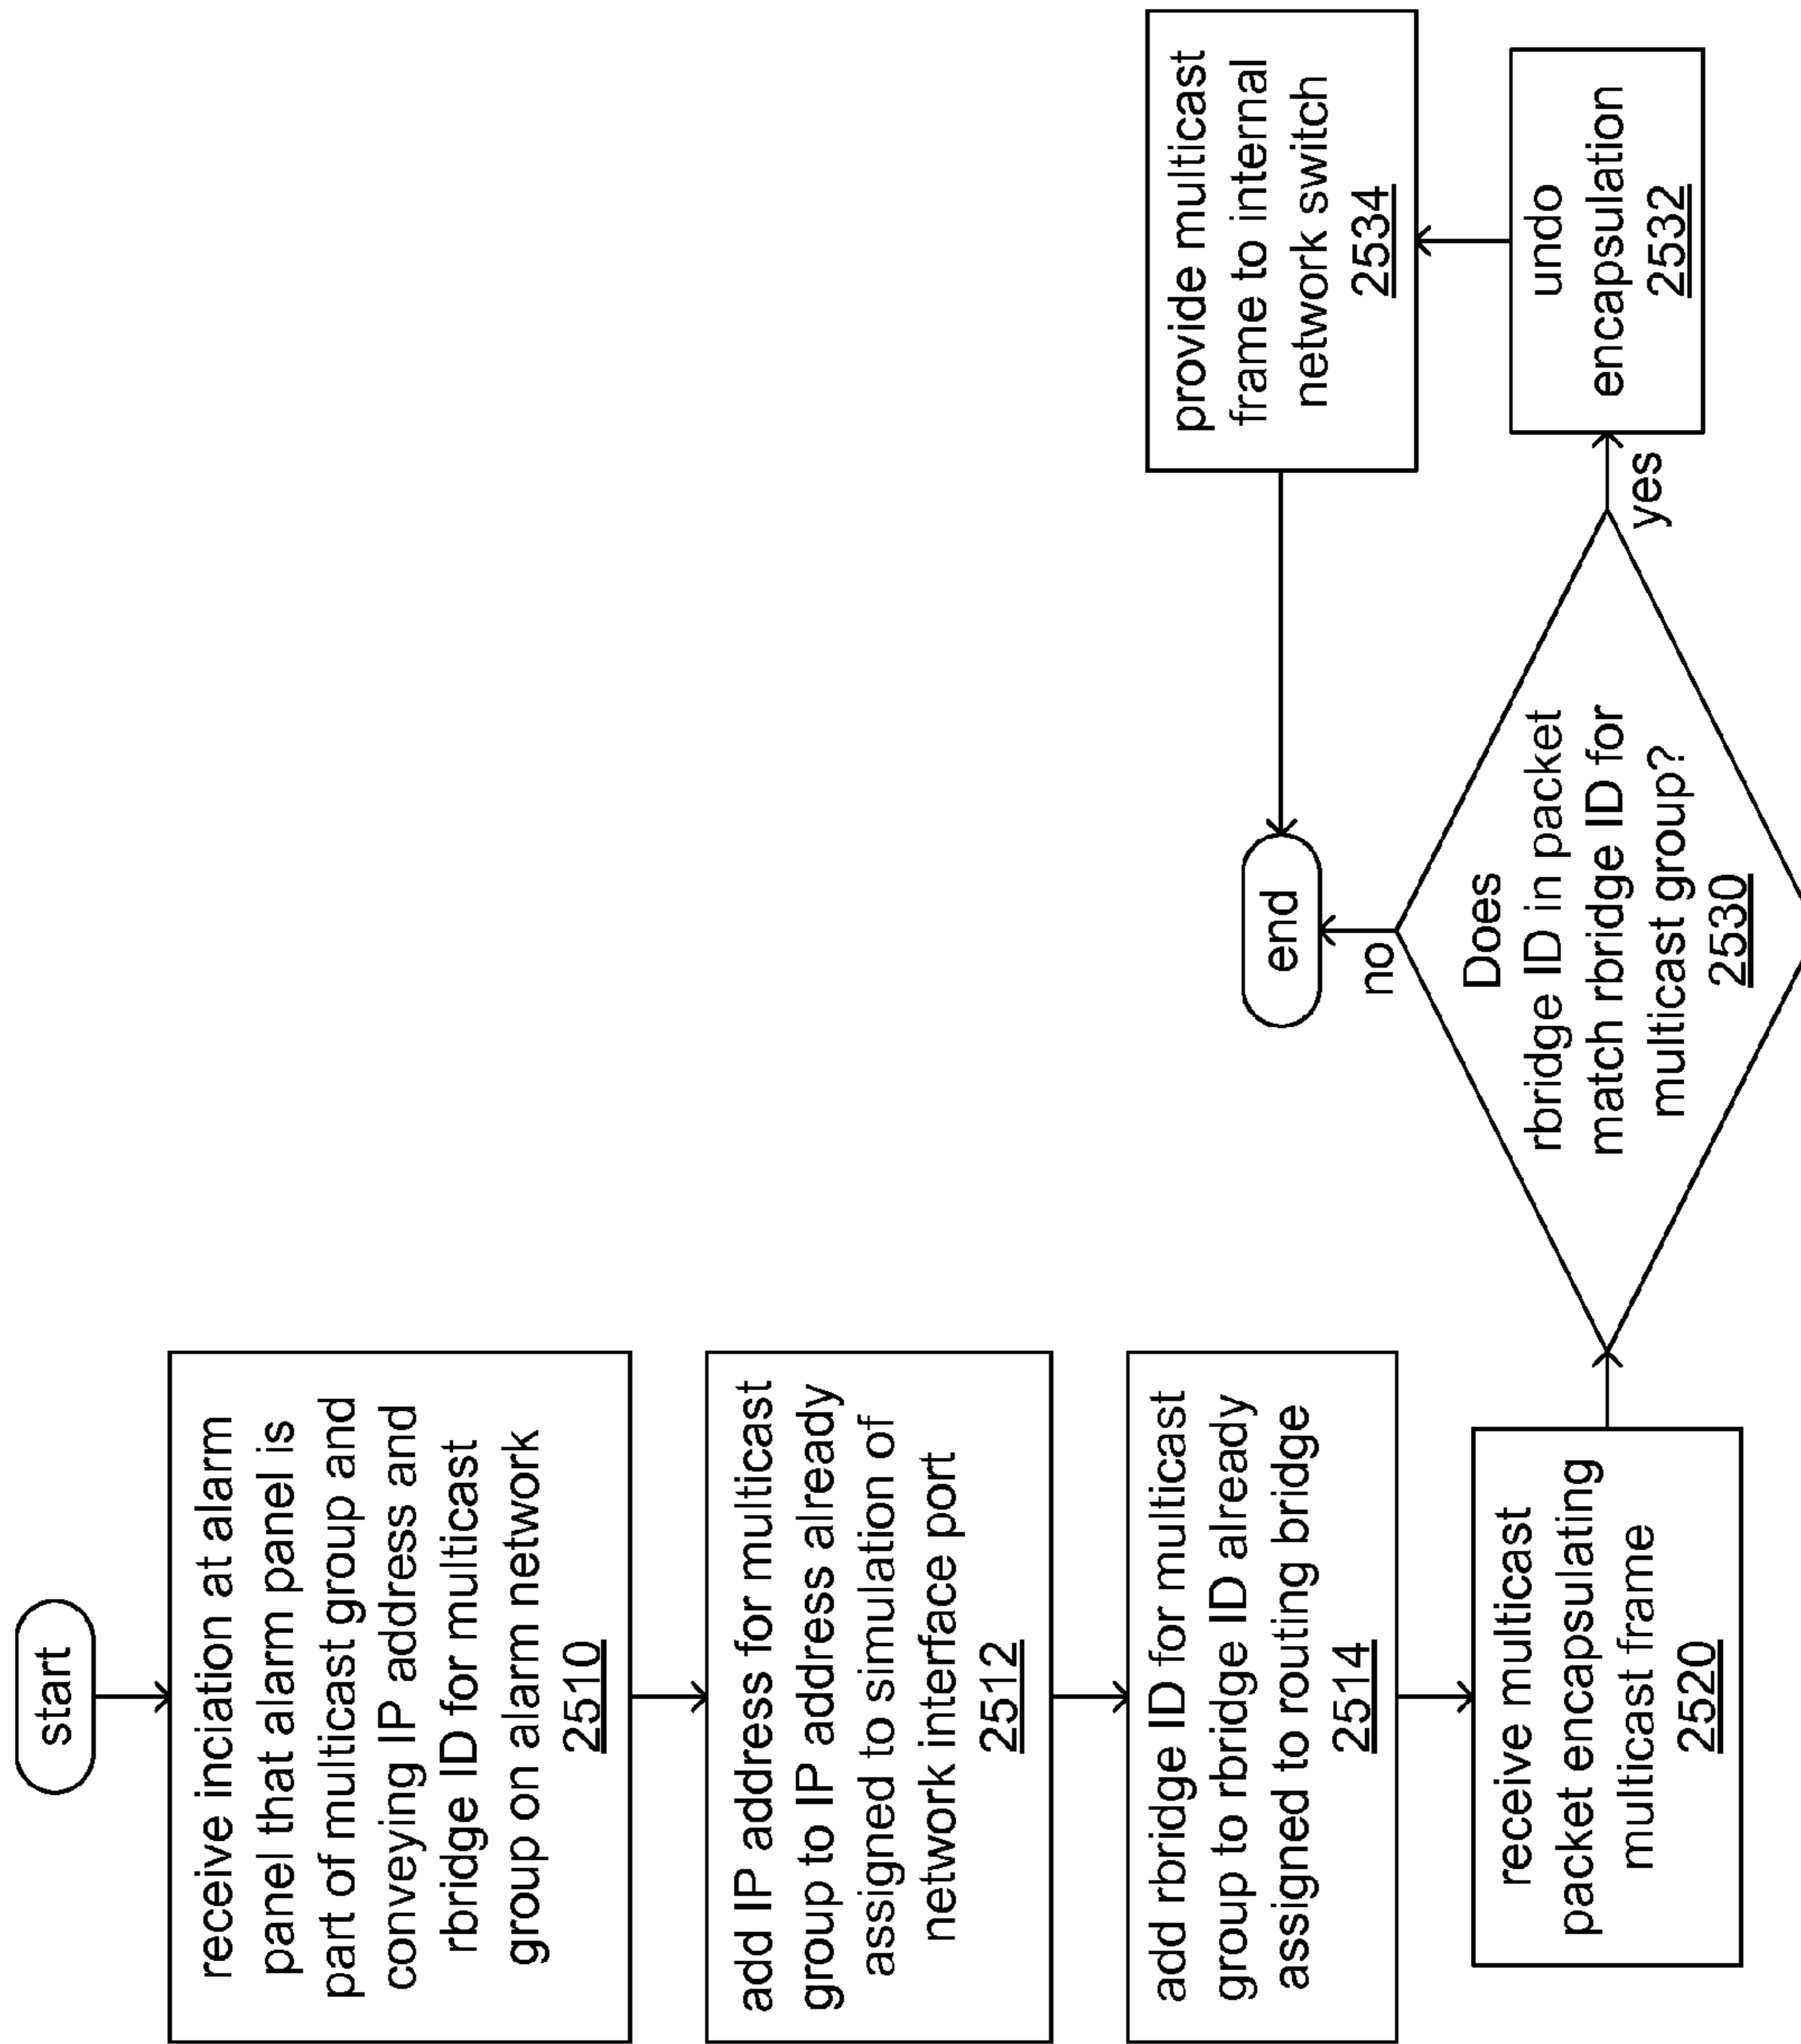 start
receive inciation at alarm
panel that alarm panel is
part of multicast group and
conveying IP address and
rbridge ID for multicast
group on alarm network
2510
add IP address for multicast
group to IP address already
assigned to simulation of
network interface port
2512
add rbridge ID for multicast
group to rbridge ID already
assigned to routing bridge
2514
receive multicast
packet encapsulating
multicast frame
2520
Does
rbridge ID in packet
match rbridge ID for
multicast group?
2530
no
end
yes
undo
encapsulation
2532
provide multicast
frame to internal
network switch
2534